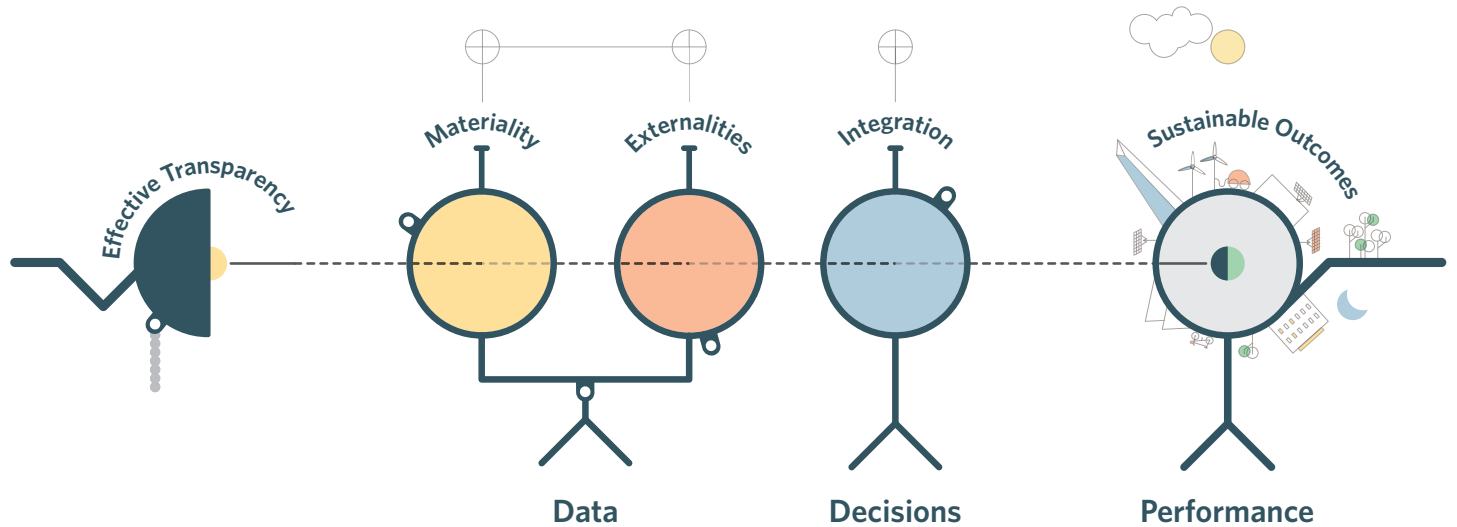 Effective Transparency
Materiality
Externalities
Integration
Sustainable Outcomes
Data
Decisions
Performance